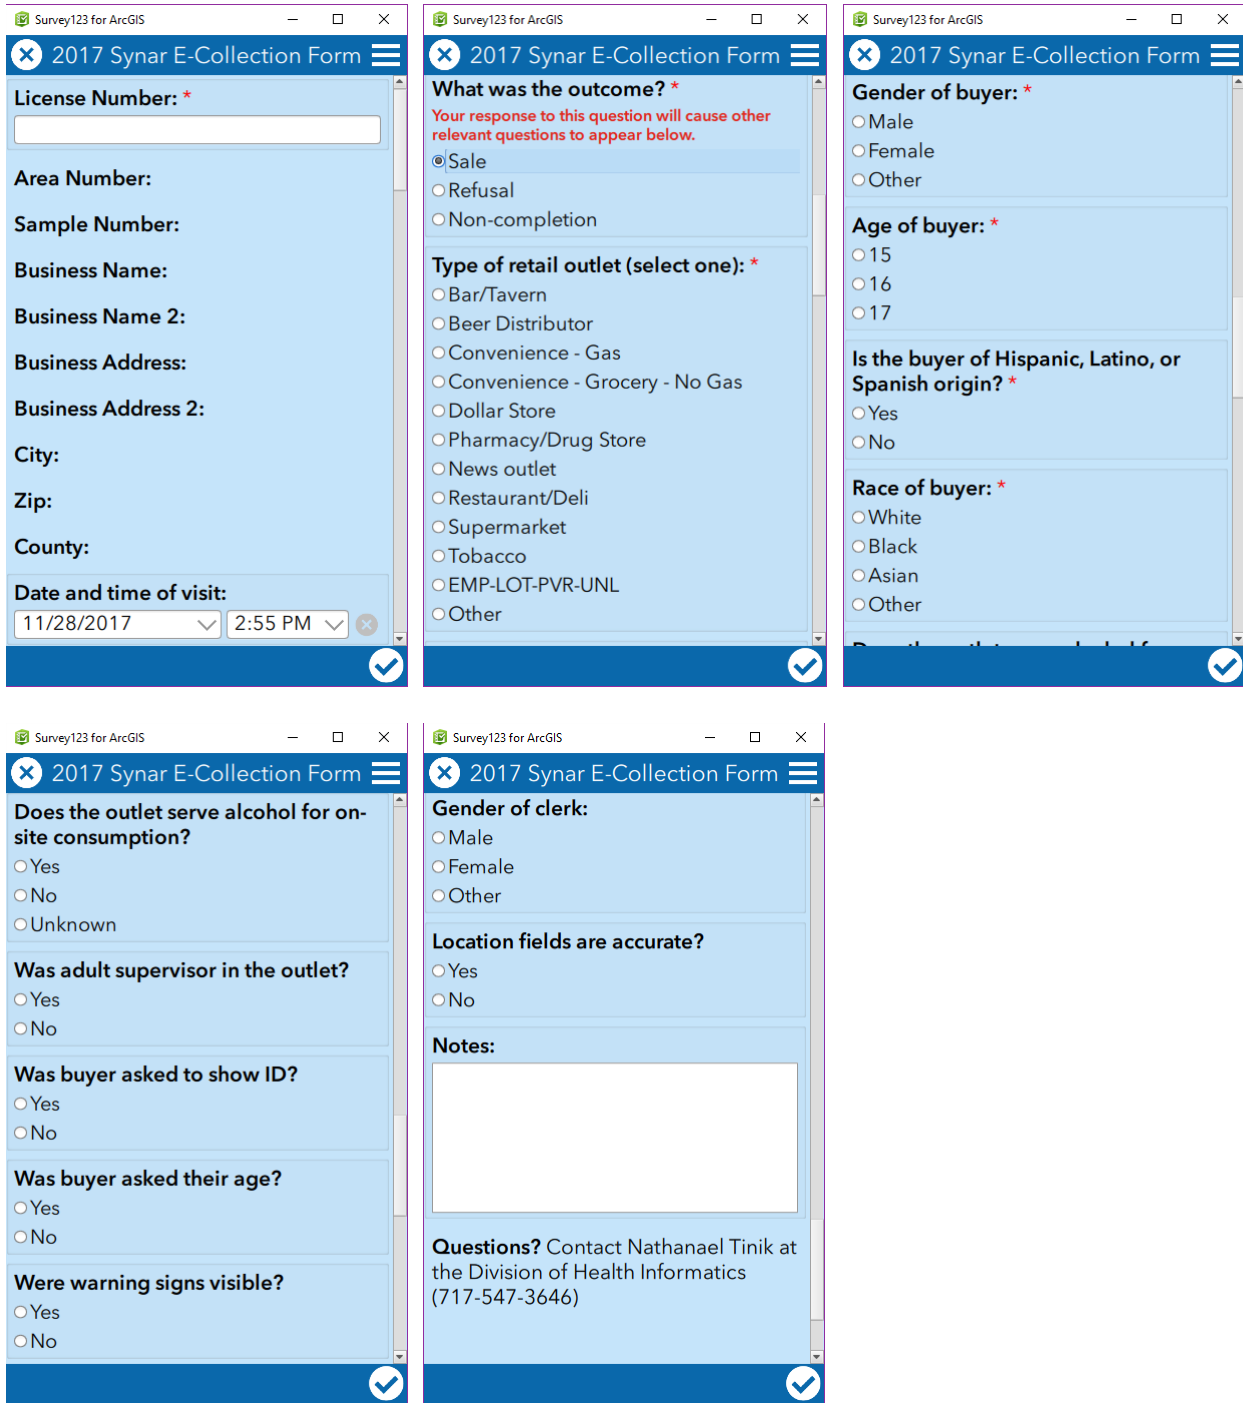 Survey123 for ArcGIS
2017 Synar E-Collection Form
License Number: *
Area Number:
Sample Number:
Business Name:
Business Name 2:
Business Address:
Business Address 2:
City:
Zip:
County:
Date and time of visit:
11/28/2017 2:55 PM
Survey123 for ArcGIS
2017 Synar E-Collection Form
What was the outcome? *
Your response to this question will cause other
relevant questions to appear below.
Sale
Refusal
Non-completion
Type of retail outlet (select one): *
Bar/Tavern
Beer Distributor
Convenience - Gas
Convenience - Grocery - No Gas
Dollar Store
Pharmacy/Drug Store
News outlet
Restaurant/Deli
Supermarket
Tobacco
EMP-LOT-PVR-UNL
Other
Survey123 for ArcGIS
2017 Synar E-Collection Form
Gender of buyer: *
Male
Female
Other
Age of buyer: *
15
16
17
Is the buyer of Hispanic, Latino, or
Spanish origin? *
Yes
No
Race of buyer: *
White
Black
Asian
Other
Survey123 for ArcGIS
2017 Synar E-Collection Form
Does the outlet serve alcohol for on-
site consumption?
Yes
No
Unknown
Was adult supervisor in the outlet?
Yes
No
Was buyer asked to show ID?
Yes
No
Was buyer asked their age?
Yes
No
Were warning signs visible?
Yes
No
Survey123 for ArcGIS
2017 Synar E-Collection Form
Gender of clerk:
Male
Female
Other
Location fields are accurate?
Yes
No
Notes:
Questions? Contact Nathanael Tinik at
the Division of Health Informatics
(717-547-3646)